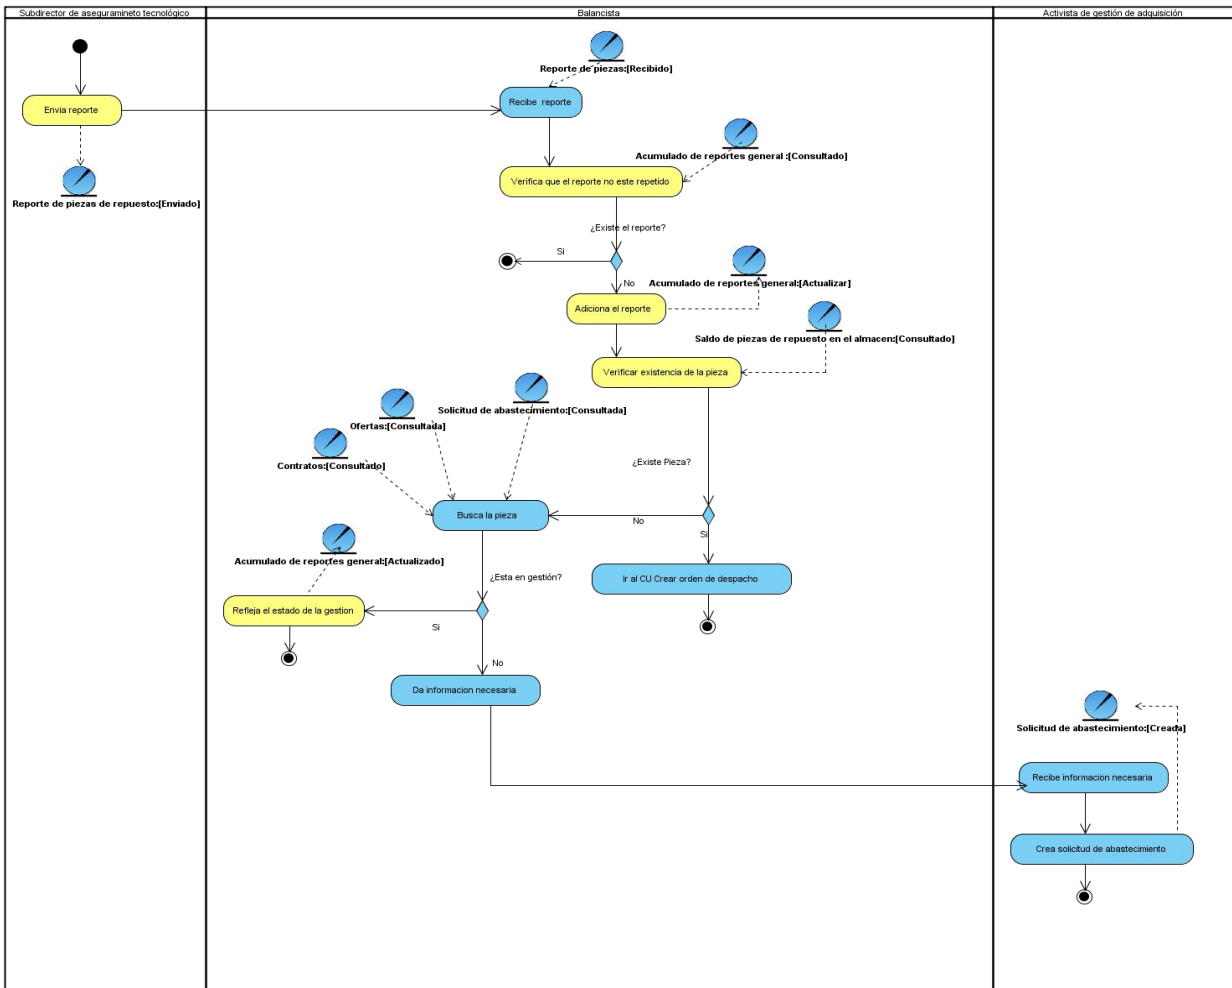 Subdirector de aseguramineto tecnológico
Balancista
Activista de gestión de adquisición
Reporte de piezas:[Recibido]
Envia reporte
Recibe reporte
Acumulado de reportes general :[Consultado]
Verifica que el reporte no este repetido
Reporte de piezas de repuesto:[Enviado]
¿Existe el reporte?
Si
No
Acumulado de reportes general:[Actualizar]
Adiciona el reporte
Saldo de piezas de repuesto en el almacen:[Consultado]
Verificar existencia de la pieza
Solicitud de abastecimiento:[Consultada]
Ofertas:[Consultada]
Contratos:[Consultado]
¿Existe Pieza?
Busca la pieza
No
Si
Acumulado de reportes general:[Actualizado]
¿Esta en gestión?
Ir al CU Crear orden de despacho
Refleja el estado de la gestion
Si
No
Da informacion necesaria
Solicitud de abastecimiento:[Creada]
Recibe informacion necesaria
Crea solicitud de abastecimiento